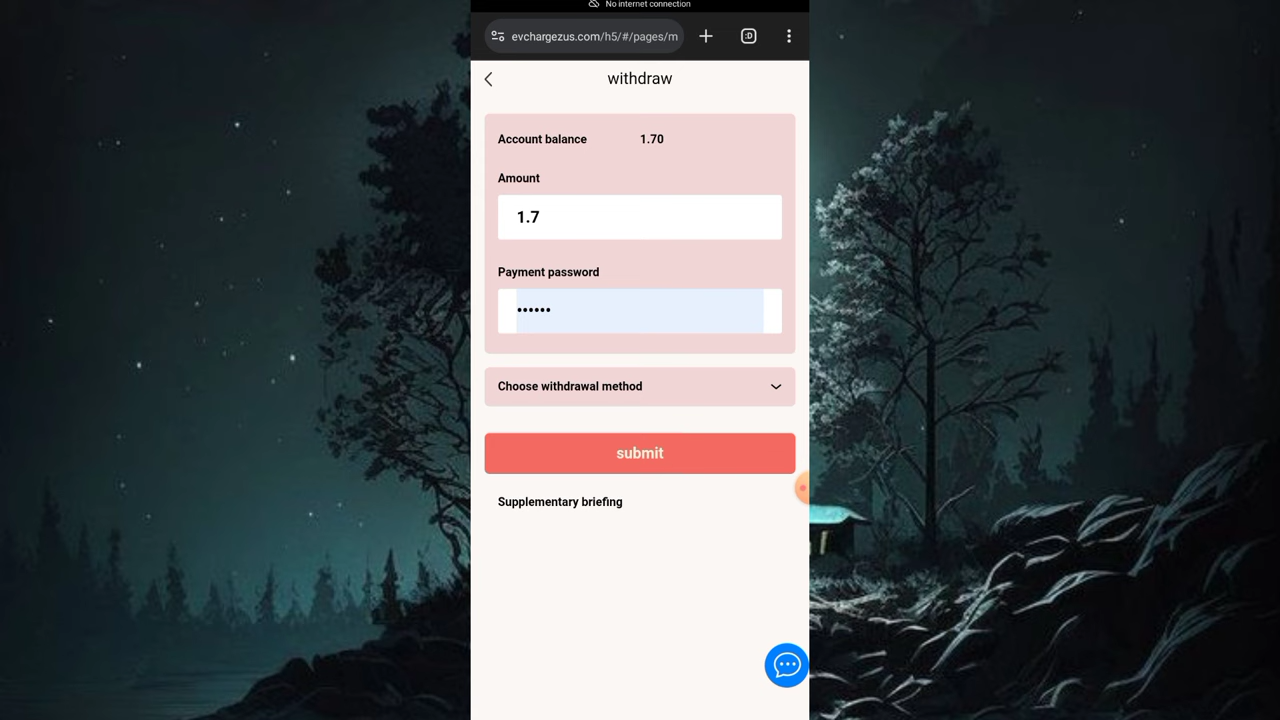 No internet connection
evchargezus.com/h5/#/pages/m
:D
withdraw
Account balance 1.70
Amount
1.7
Payment password
••••••
Choose withdrawal method
submit
Supplementary briefing